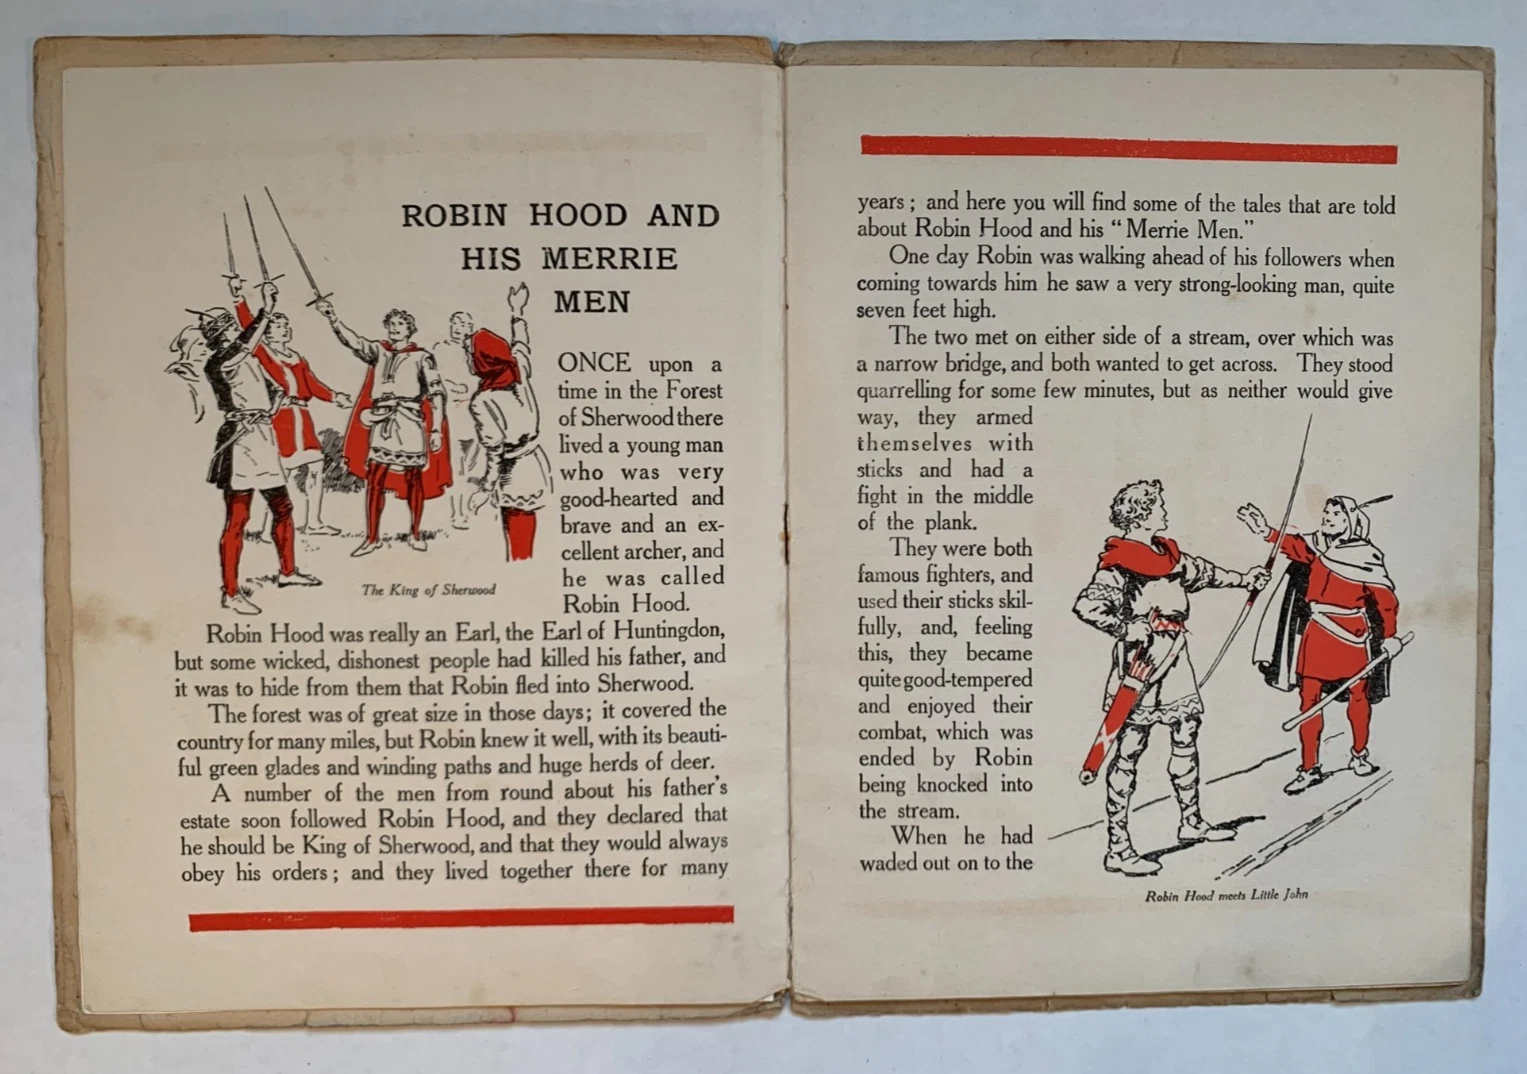 ROBIN HOOD AND
HIS MERRIE
MEN
ONCE upon a
time in the Forest
of Sherwood there
lived a young man
who was very
good-hearted and
brave and an ex-
cellent archer, and
he was called
Robin Hood.
The King of Sherwood
Robin Hood was really an Earl, the Earl of Huntingdon,
but some wicked, dishonest people had killed his father, and
it was to hide from them that Robin fled into Sherwood.
The forest was of great size in those days; it covered the
country for many miles, but Robin knew it well, with its beauti-
ful green glades and winding paths and huge herds of deer.
A number of the men from round about his father's
estate soon followed Robin Hood, and they declared that
he should be King of Sherwood, and that they would always
obey his orders; and they lived together there for many
years; and here you will find some of the tales that are told
about Robin Hood and his "Merrie Men."
One day Robin was walking ahead of his followers when
coming towards him he saw a very strong-looking man, quite
seven feet high.
The two met on either side of a stream, over which was
a narrow bridge, and both wanted to get across. They stood
quarrelling for some few minutes, but as neither would give
way, they armed
themselves with
sticks and had a
fight in the middle
of the plank.
They were both
famous fighters, and
used their sticks skil-
fully, and, feeling
this, they became
quite good-tempered
and enjoyed their
combat, which was
ended by Robin
being knocked into
the stream.
When he had
waded out on to the
Robin Hood meets Little John